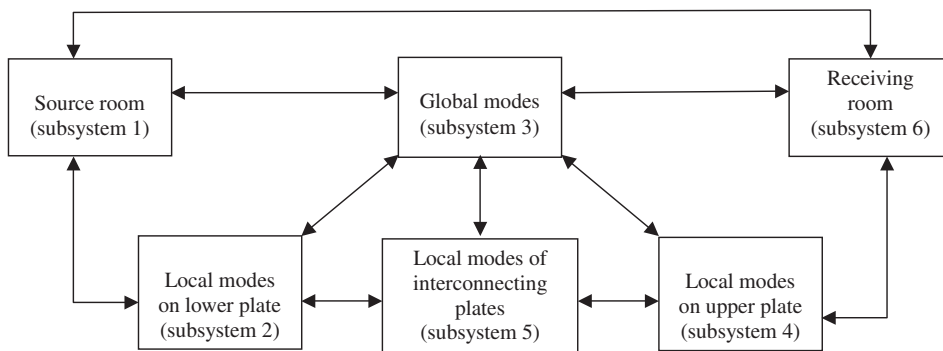 Source room
(subsystem 1)
Global modes
(subsystem 3)
Receiving
room
(subsystem 6)
Local modes
on lower plate
(subsystem 2)
Local modes of
interconnecting
plates
(subsystem 5)
Local modes
on upper plate
(subsystem 4)